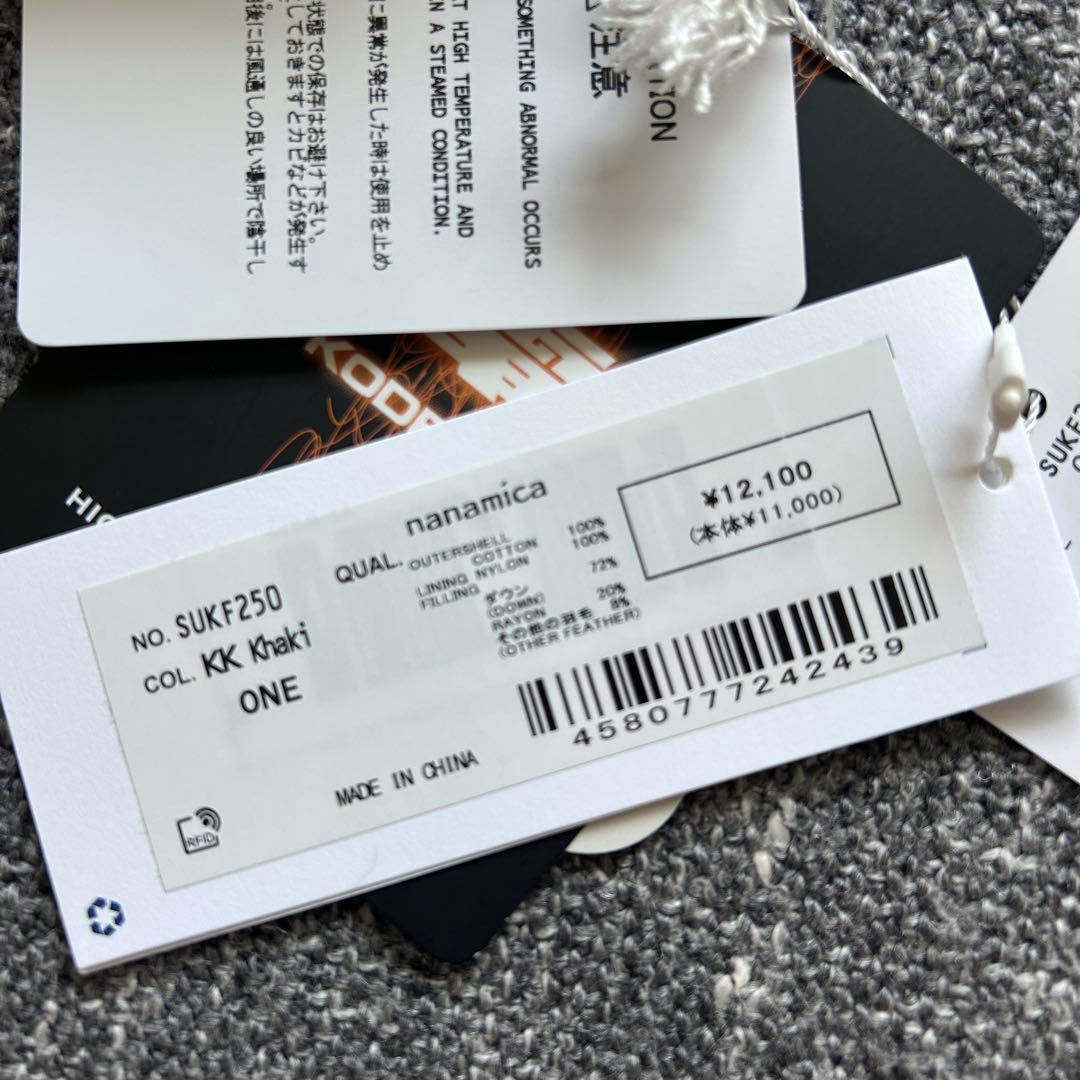 注意
TION
SOMETHING ABNORMAL OCCURS
に異常が発生した時は使用を止め
T HIGH TEMPERATURE AND
N A STEAMED CONDITION.
状態での保存はお避け下さい。
しておきますとカビなどが発生す
後には風通しの良い場所で陰干し
KOD
HIG
nanamica
¥12,100
(本体¥11,000)
NO. SUKF250
COL. KK Khaki
ONE
QUAL. OUTERSHELL 100%
COTTON 100%
LINING NYLON
FILLING 72%
ダウン
(DOWN) 20%
RAYON 8%
その他の羽毛
(OTHER FEATHER)
4580777242439
MADE IN CHINA
RFID
SUKF2